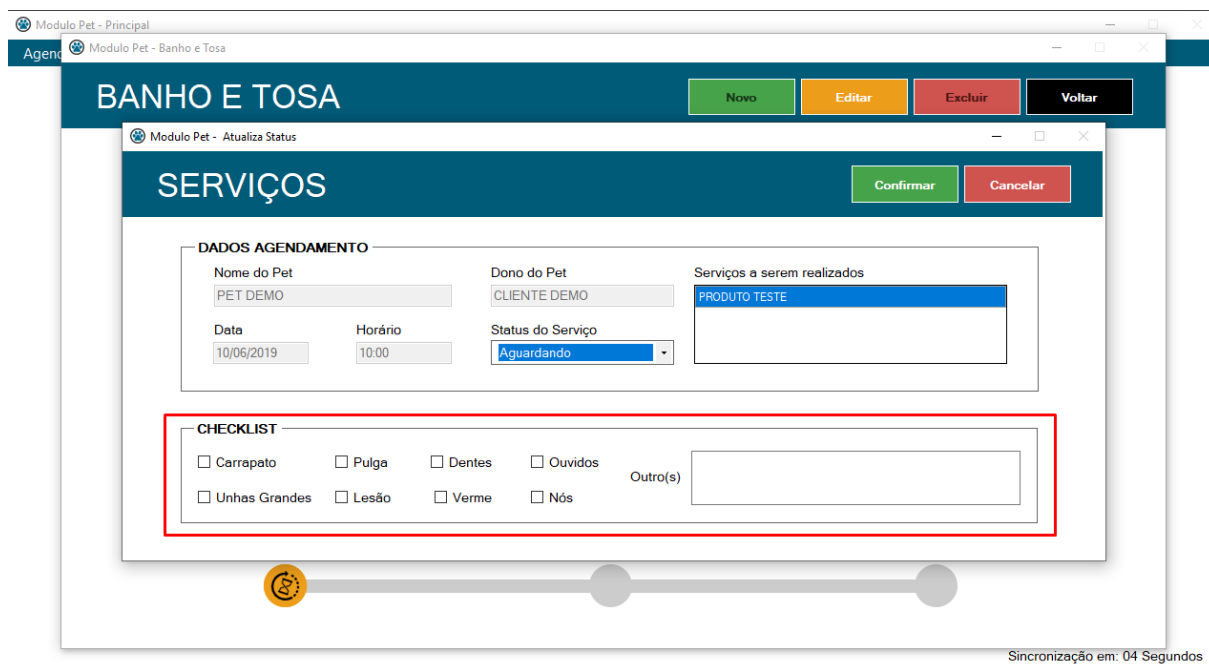 Modulo Pet - Principal
Agend
Modulo Pet - Banho e Tosa
BANHO E TOSA
Novo
Editar
Excluir
Voltar
Modulo Pet -  Atualiza Status
SERVIÇOS
Confirmar
Cancelar
DADOS AGENDAMENTO
Nome do Pet
Dono do Pet
Serviços a serem realizados
PET DEMO
CLIENTE DEMO
PRODUTO TESTE
Data
Horário
Status do Serviço
10/06/2019
10:00
Aguardando
CHECKLIST
Carrapato
Pulga
Dentes
Ouvidos
Outro(s)
Unhas Grandes
Lesão
Verme
Nós
Sincronização em: 04 Segundos